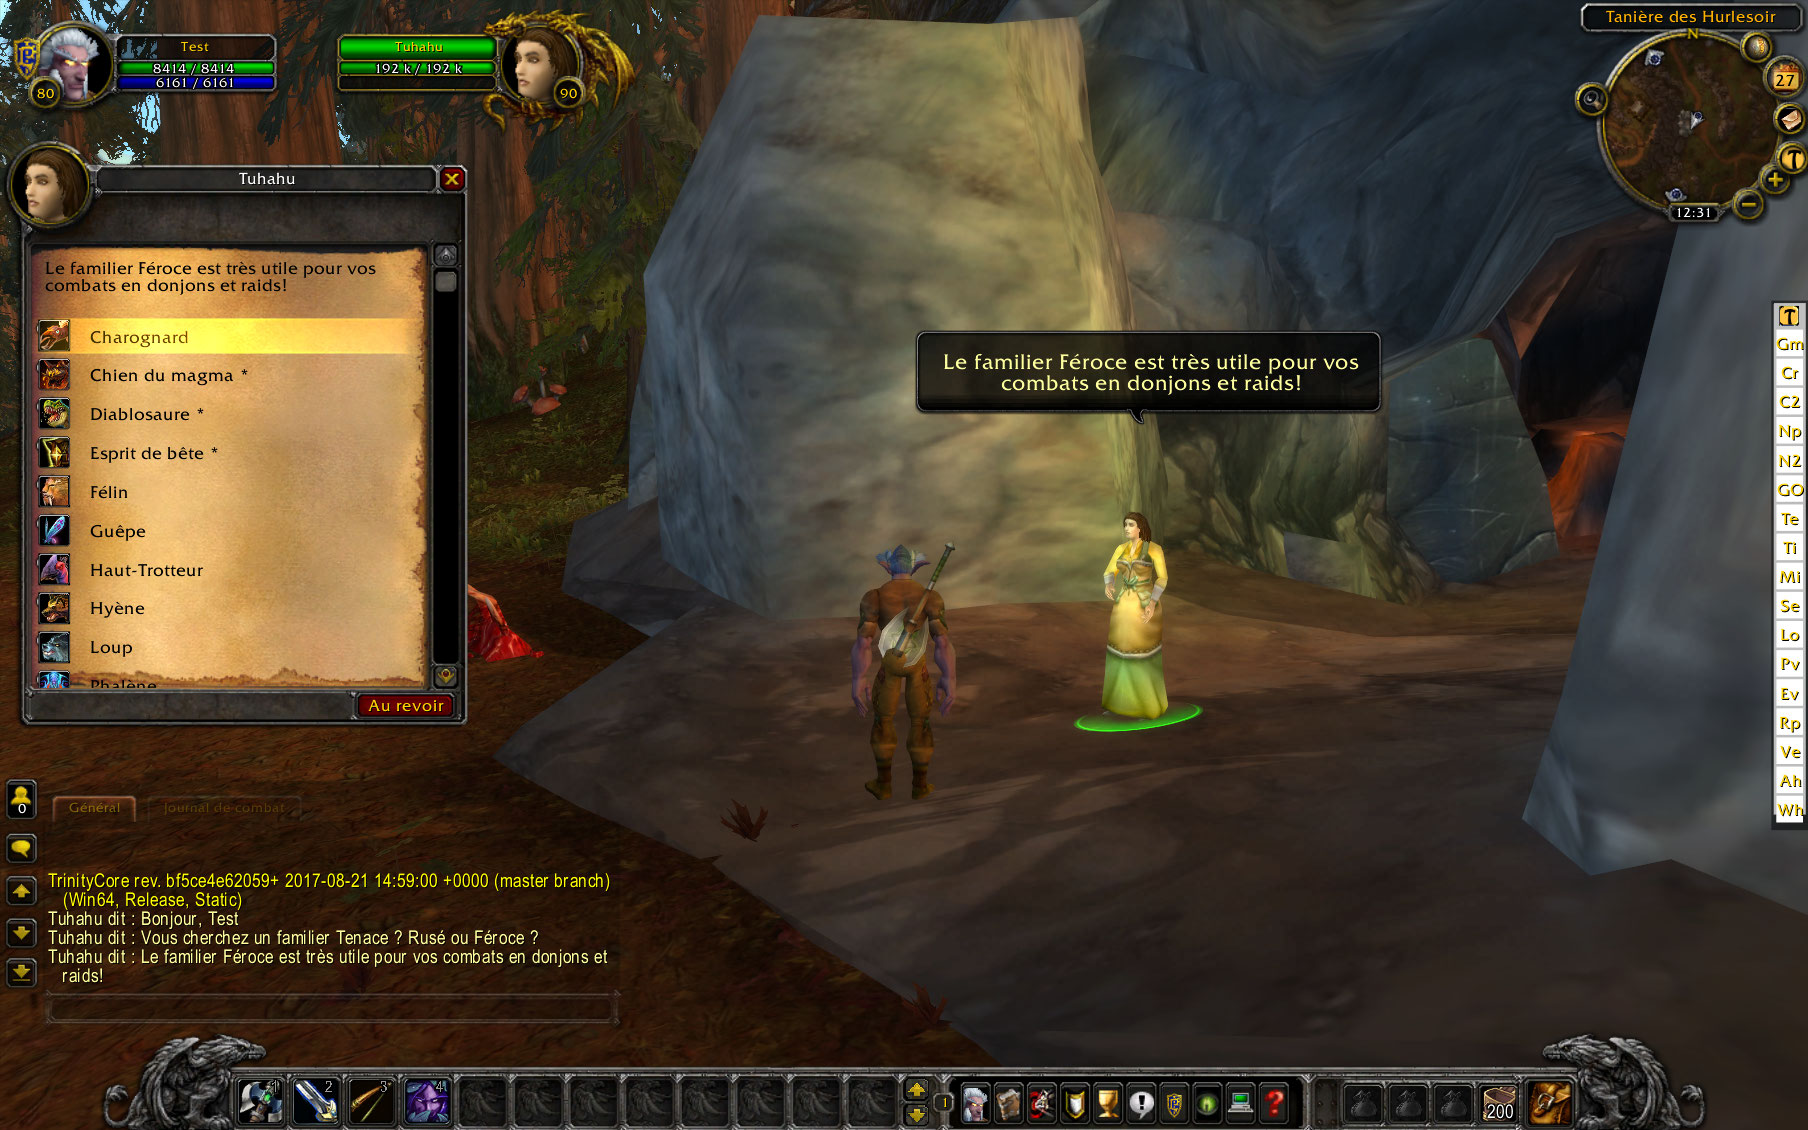 Test
8414 / 8414
6161 / 6161
80
Tuhahu
192 k / 192 k
90
Tanière des Hurlesoir
N
27
T
12:31
Tuhahu
Le familier Féroce est très utile pour vos
combats en donjons et raids!
Charognard
Chien du magma *
Diablosaure *
Esprit de bête *
Félin
Guêpe
Haut-Trotteur
Hyène
Loup
Phalène
Au revoir
Le familier Féroce est très utile pour vos
combats en donjons et raids!
T
Gm
Cr
C2
Np
N2
GO
Te
Ti
Mi
Se
Lo
Pv
Ev
Rp
Ve
Ah
Wh
0
Général
Journal de combat
TrinityCore rev. bf5ce4e62059+ 2017-08-21 14:59:00 +0000 (master branch)
(Win64, Release, Static)
Tuhahu dit : Bonjour, Test
Tuhahu dit : Vous cherchez un familier Tenace ? Rusé ou Féroce ?
Tuhahu dit : Le familier Féroce est très utile pour vos combats en donjons et
raids!
1
2
3
4
1
200